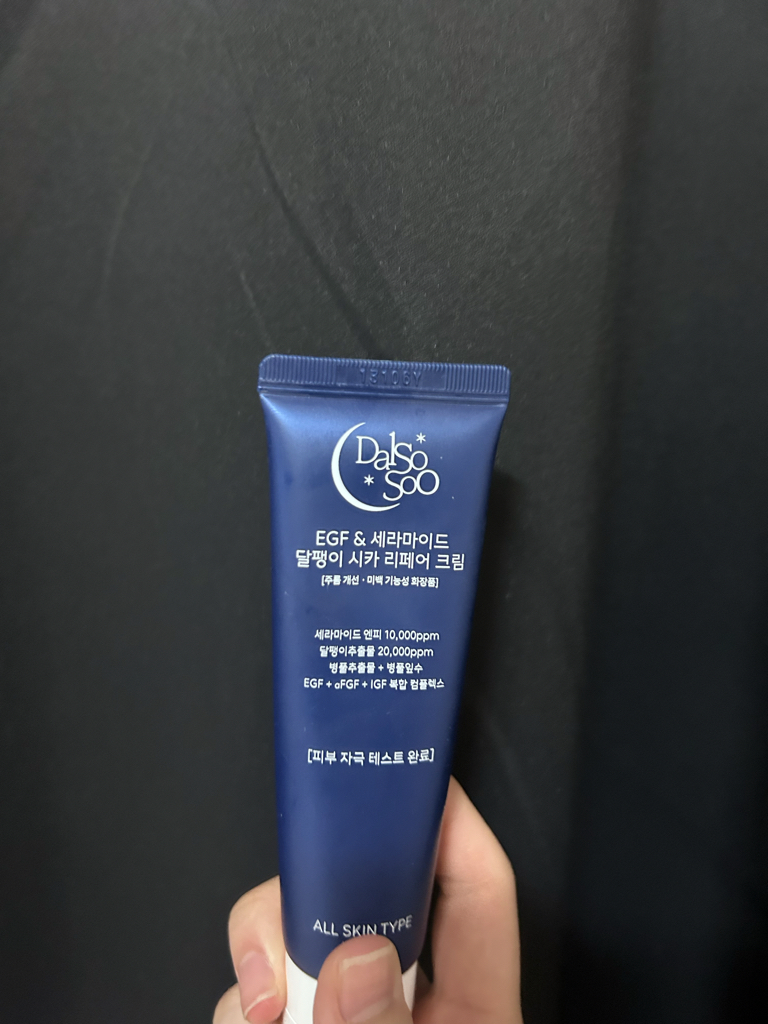 DalSo
Soo
EGF & 세라마이드
달팽이 시카 리페어 크림
[주름 개선 · 미백 기능성 화장품]
세라마이드 엔피 10,000ppm
달팽이추출물 20,000ppm
병풀추출물 + 병풀잎수
EGF + aFGF + IGF 복합 컴플렉스
[피부 자극 테스트 완료]
ALL SKIN TYPE